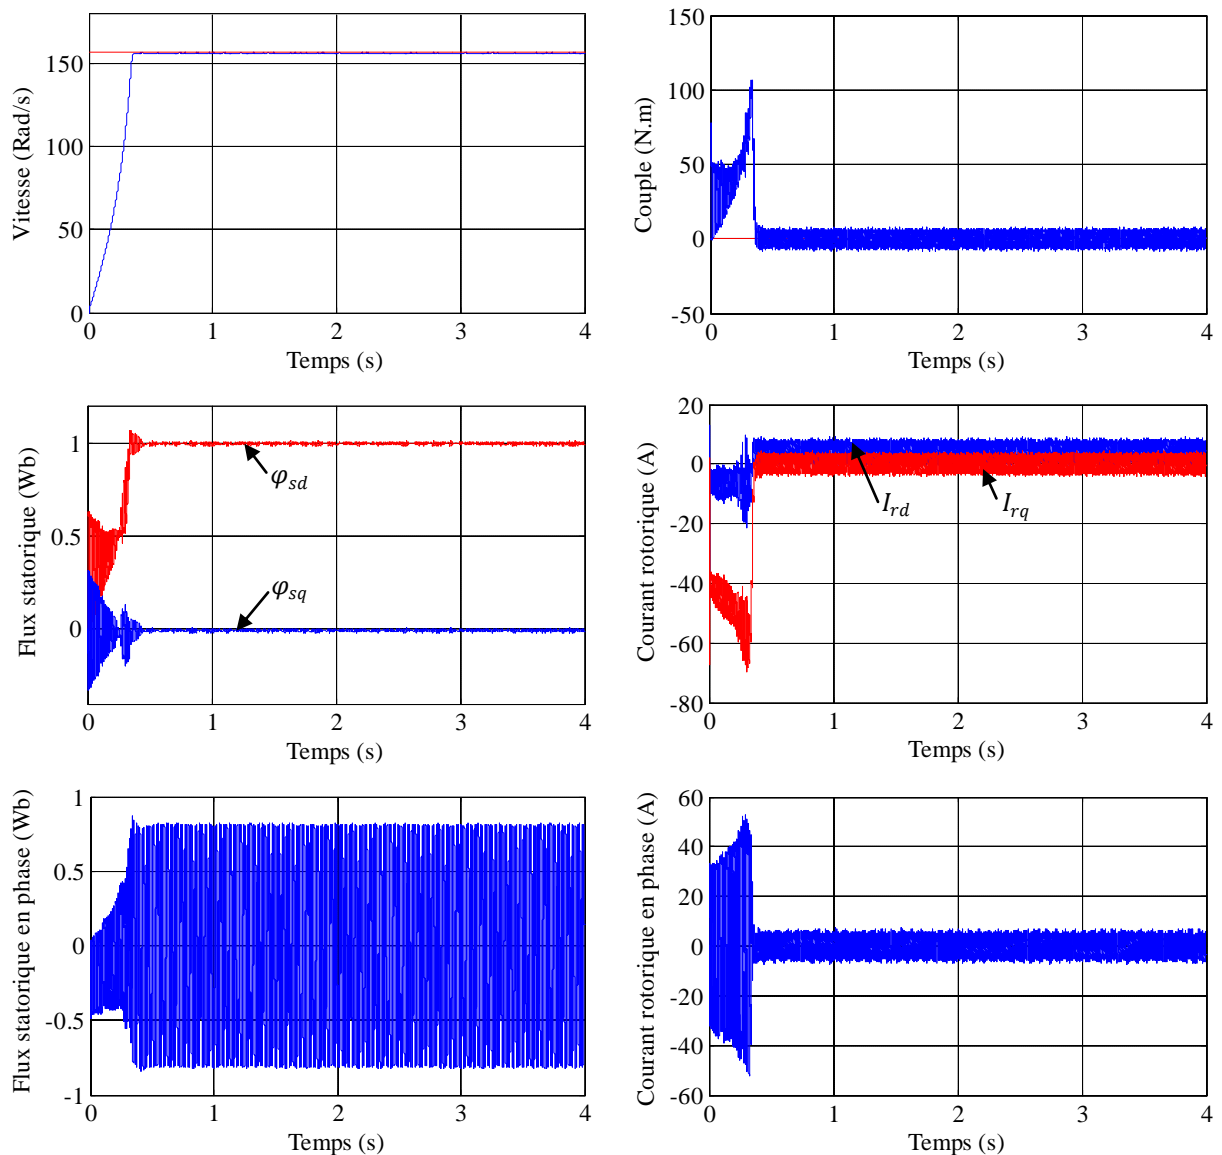 Vitesse (Rad/s)
150
100
50
0
0 1 2 3 4
Temps (s)
Couple (N.m)
150
100
50
0
-50
0 1 2 3 4
Temps (s)
Flux statorique (Wb)
1
0.5
0
φsd
φsq
0 1 2 3 4
Temps (s)
Courant rotorique (A)
20
0
-20
-40
-60
-80
Ird
Irq
0 1 2 3 4
Temps (s)
Flux statorique en phase (Wb)
1
0.5
0
-0.5
-1
0 1 2 3 4
Temps (s)
Courant rotorique en phase (A)
60
40
20
0
-20
-40
-60
0 1 2 3 4
Temps (s)